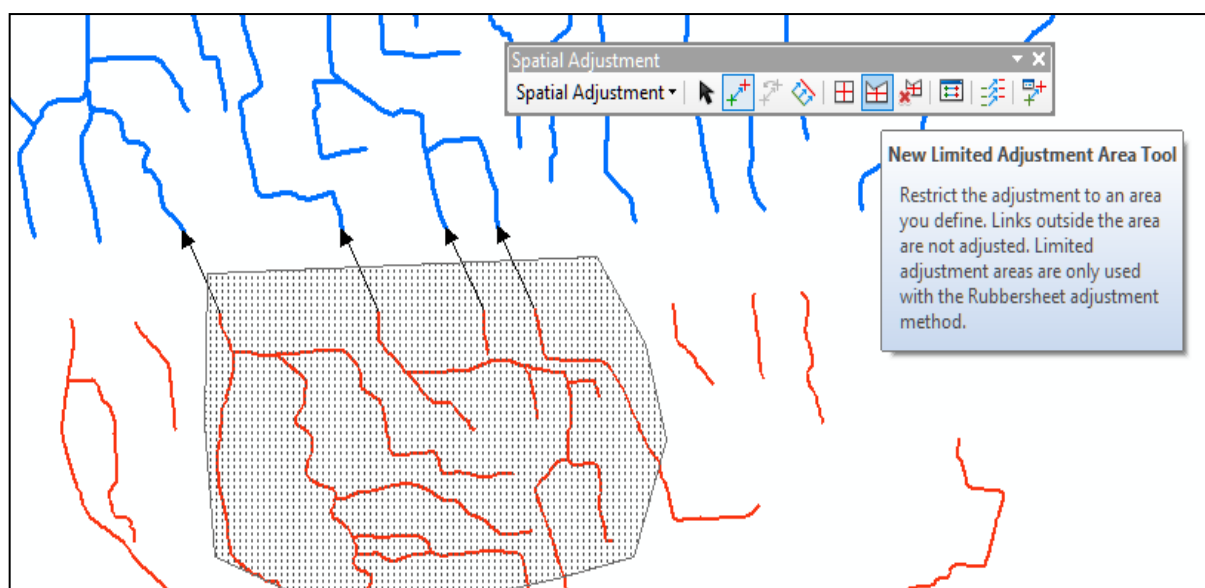 Spatial Adjustment
Spatial Adjustment
New Limited Adjustment Area Tool
Restrict the adjustment to an area
you define. Links outside the area
are not adjusted. Limited
adjustment areas are only used
with the Rubbersheet adjustment
method.